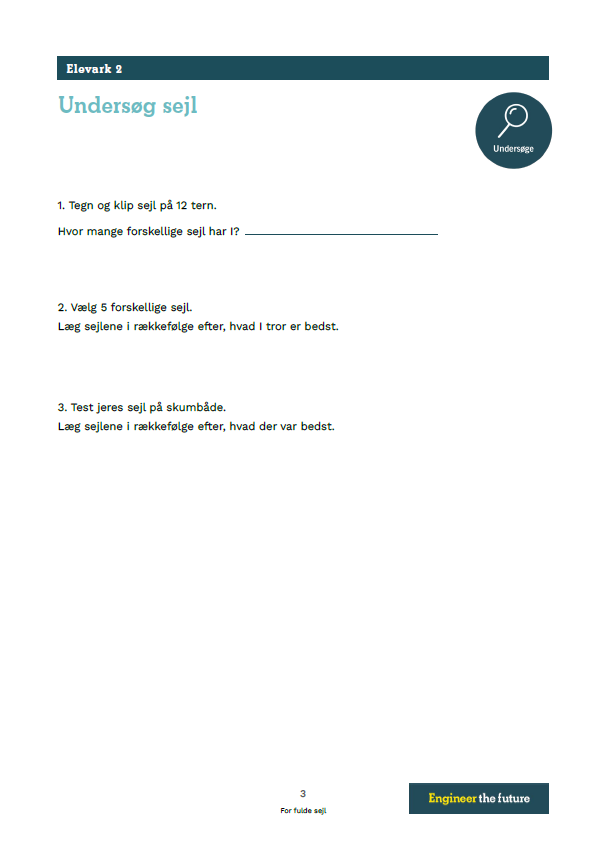 Elevark 2
Undersøg sejl
Undersøge
1. Tegn og klip sejl på 12 tern.
Hvor mange forskellige sejl har I?
2. Vælg 5 forskellige sejl.
Læg sejlene i rækkefølge efter, hvad I tror er bedst.
3. Test jeres sejl på skumbåde.
Læg sejlene i rækkefølge efter, hvad der var bedst.
3
For fulde sejl
Engineer the future